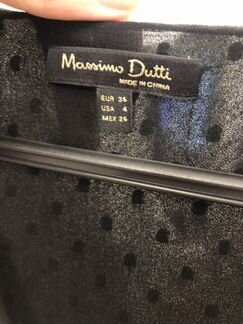 Massimo Dutti
MADE IN CHINA
EUR 36
USA 4
MEX 26